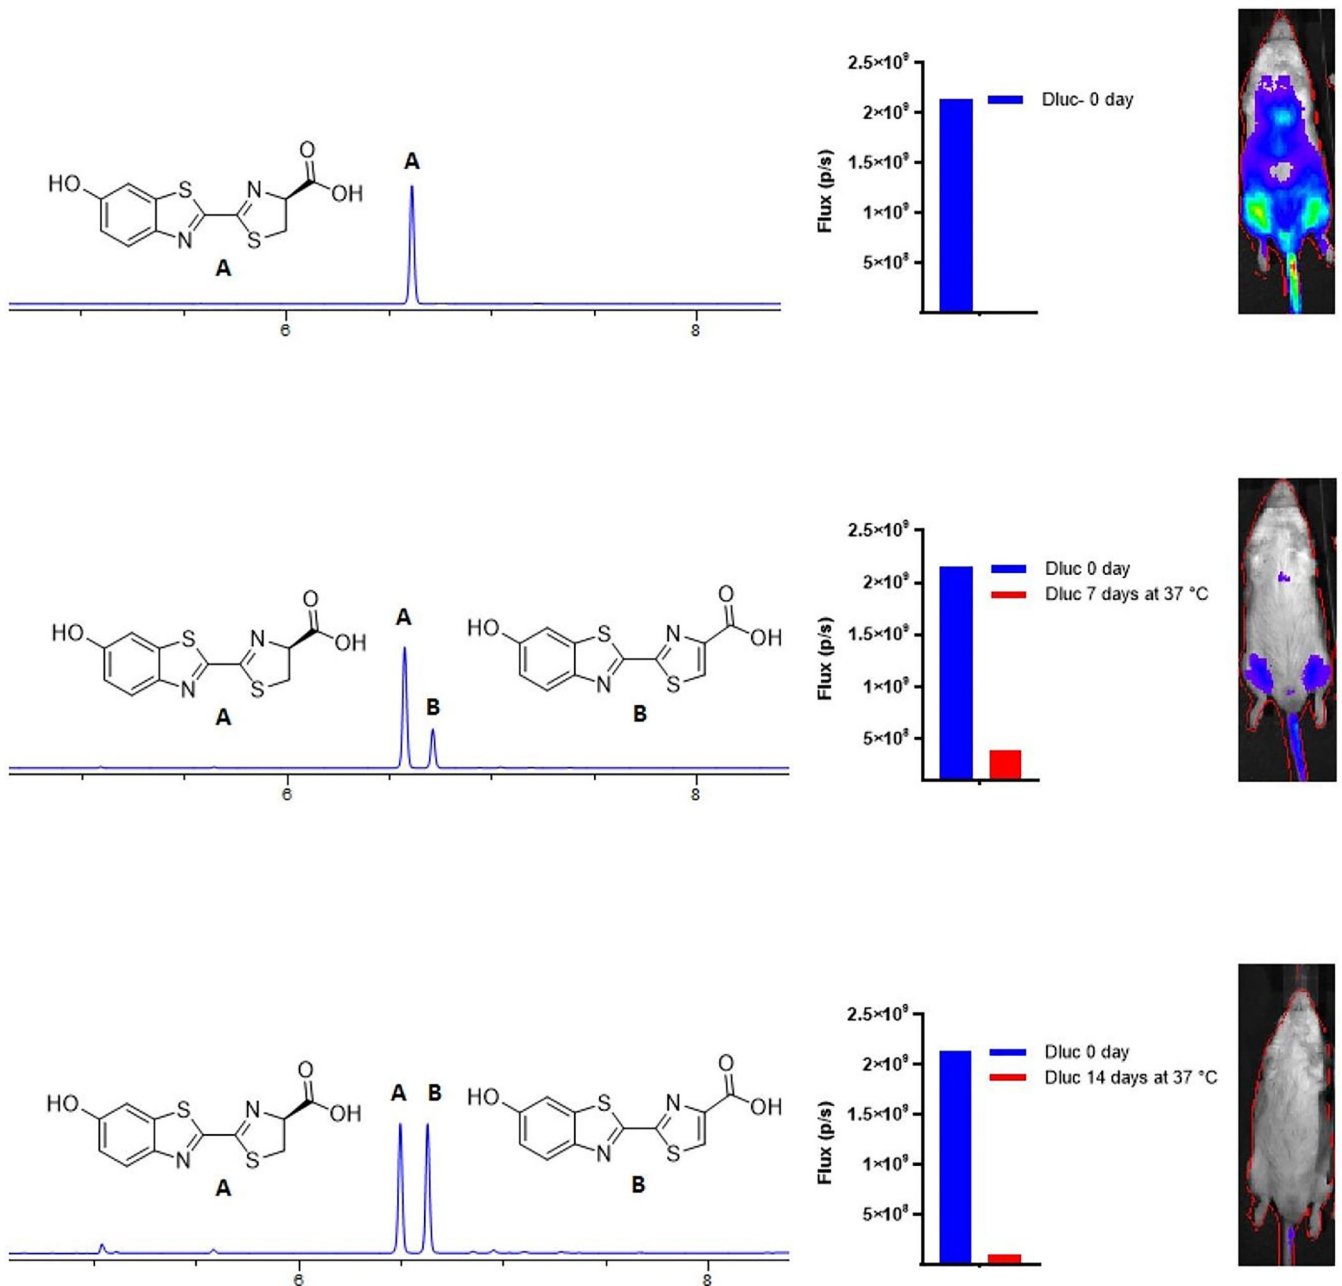 A
HO
S
N
N
S
O
OH
A
6
8
Flux (p/s)
2.5×10⁹
2×10⁹
1.5×10⁹
1×10⁹
5×10⁸
Dluc- 0 day
A
B
HO
S
N
N
S
O
OH
A
HO
S
N
N
S
O
OH
B
6
8
Flux (p/s)
2.5×10⁹
2×10⁹
1.5×10⁹
1×10⁹
5×10⁸
Dluc 0 day
Dluc 7 days at 37 °C
A B
HO
S
N
N
S
O
OH
A
HO
S
N
N
S
O
OH
B
6
8
Flux (p/s)
2.5×10⁹
2×10⁹
1.5×10⁹
1×10⁹
5×10⁸
Dluc 0 day
Dluc 14 days at 37 °C